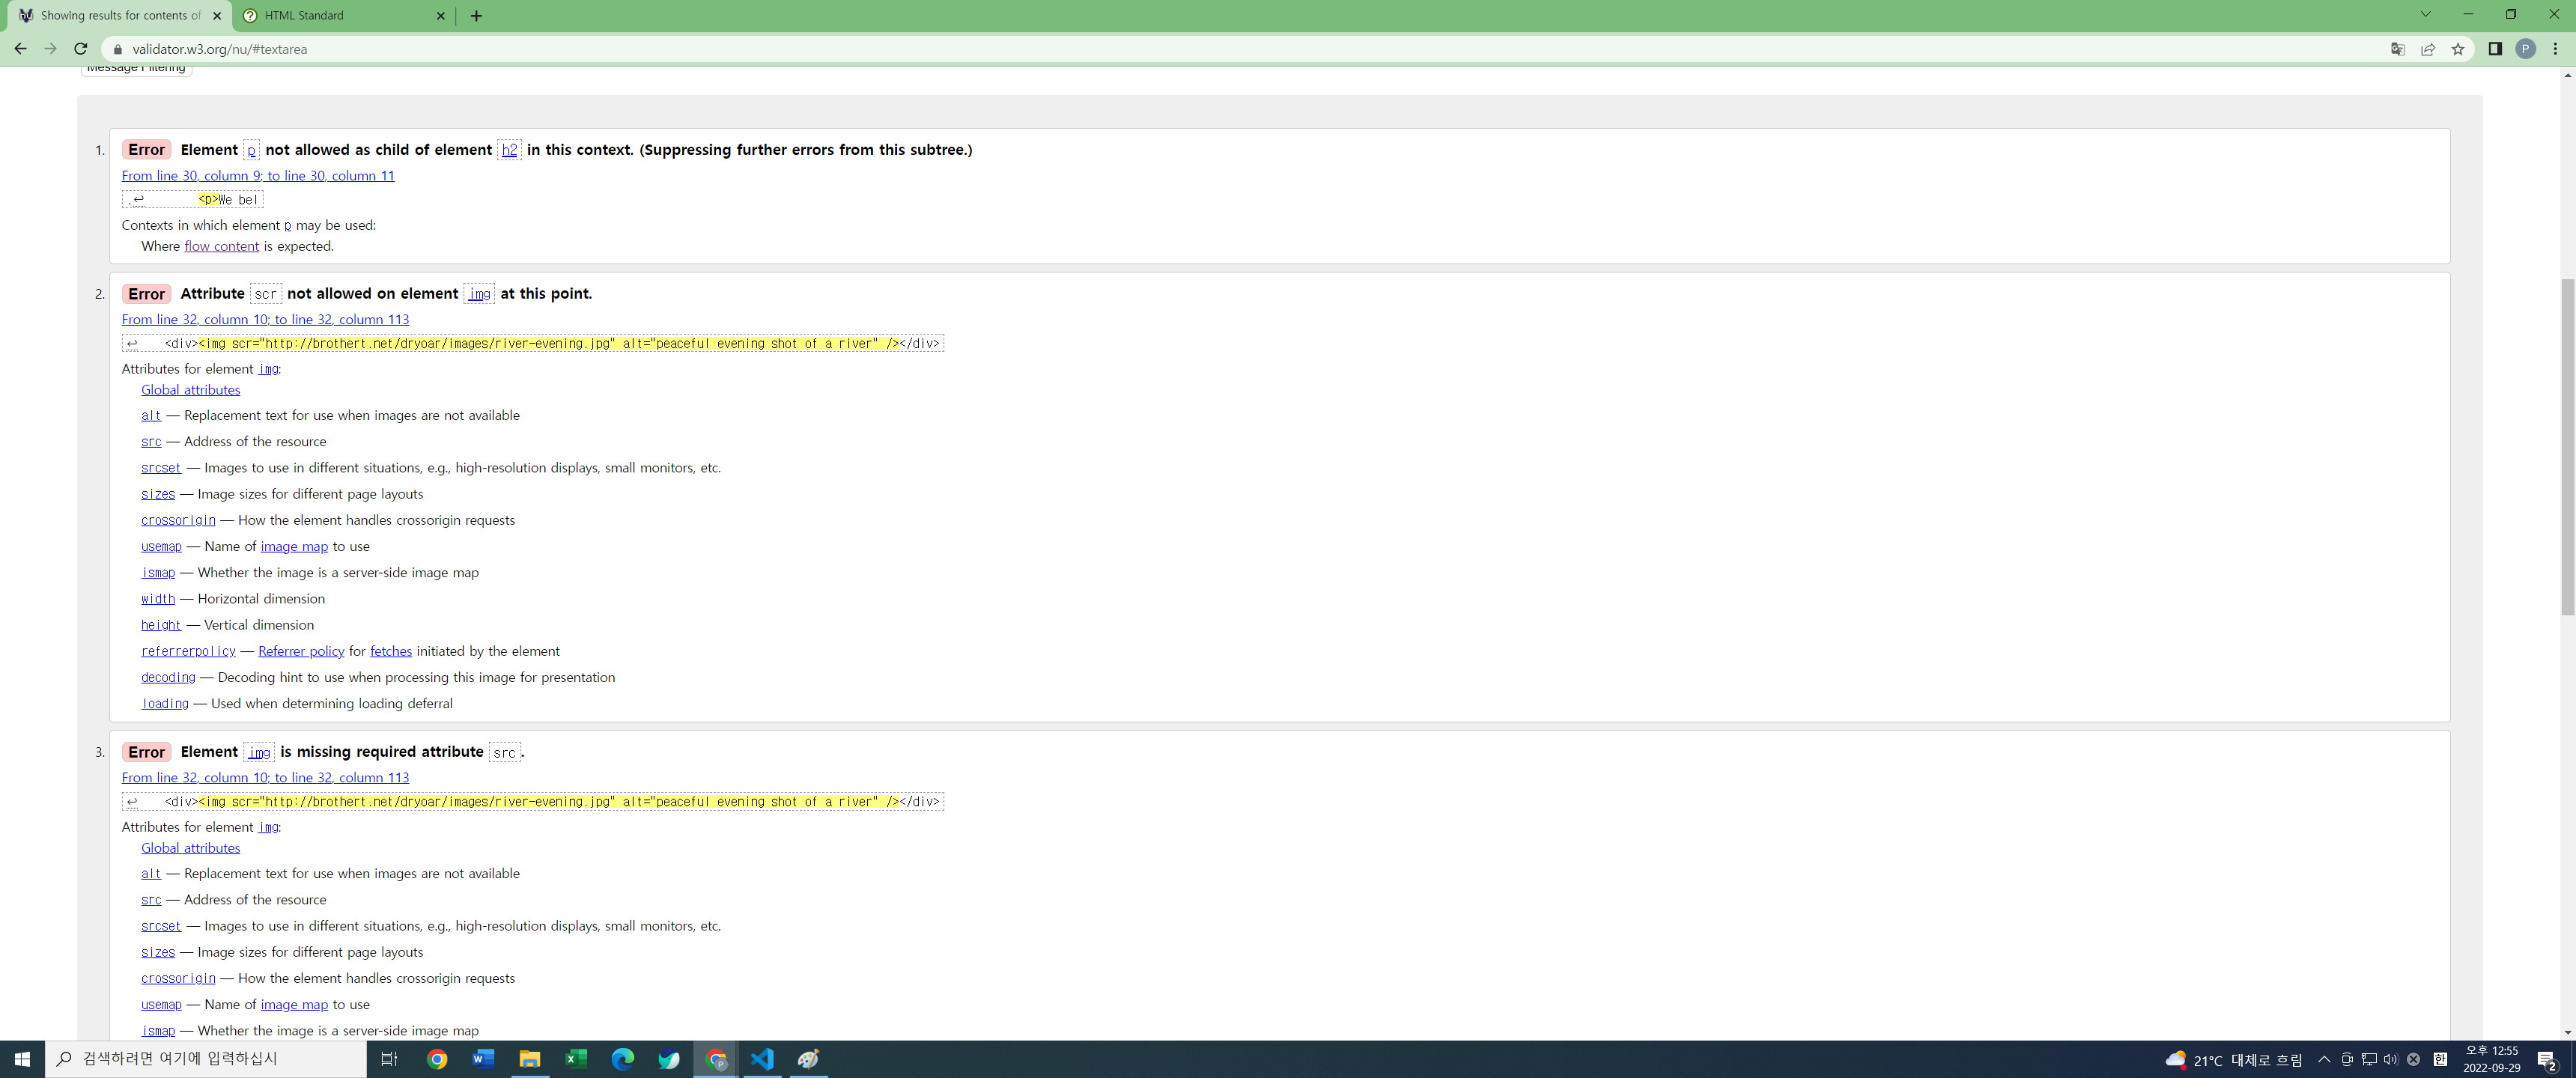 Showing results for contents of
HTML Standard
validator.w3.org/nu/#textarea
P
Message Filtering
1. Error Element p not allowed as child of element h2 in this context. (Suppressing further errors from this subtree.)
From line 30, column 9; to line 30, column 11
.↩ <p>We bel
Contexts in which element p may be used:
Where flow content is expected.
2. Error Attribute scr not allowed on element img at this point.
From line 32, column 10; to line 32, column 113
↩ <div><img scr="http://brothert.net/dryoar/images/river-evening.jpg" alt="peaceful evening shot of a river" /></div>
Attributes for element img:
Global attributes
alt — Replacement text for use when images are not available
src — Address of the resource
srcset — Images to use in different situations, e.g., high-resolution displays, small monitors, etc.
sizes — Image sizes for different page layouts
crossorigin — How the element handles crossorigin requests
usemap — Name of image map to use
ismap — Whether the image is a server-side image map
width — Horizontal dimension
height — Vertical dimension
referrerpolicy — Referrer policy for fetches initiated by the element
decoding — Decoding hint to use when processing this image for presentation
loading — Used when determining loading deferral
3. Error Element img is missing required attribute src.
From line 32, column 10; to line 32, column 113
↩ <div><img scr="http://brothert.net/dryoar/images/river-evening.jpg" alt="peaceful evening shot of a river" /></div>
Attributes for element img:
Global attributes
alt — Replacement text for use when images are not available
src — Address of the resource
srcset — Images to use in different situations, e.g., high-resolution displays, small monitors, etc.
sizes — Image sizes for different page layouts
crossorigin — How the element handles crossorigin requests
usemap — Name of image map to use
ismap — Whether the image is a server-side image map
검색하려면 여기에 입력하십시
21°C 대체로 흐림
한
오후 12:55
2022-09-29
2